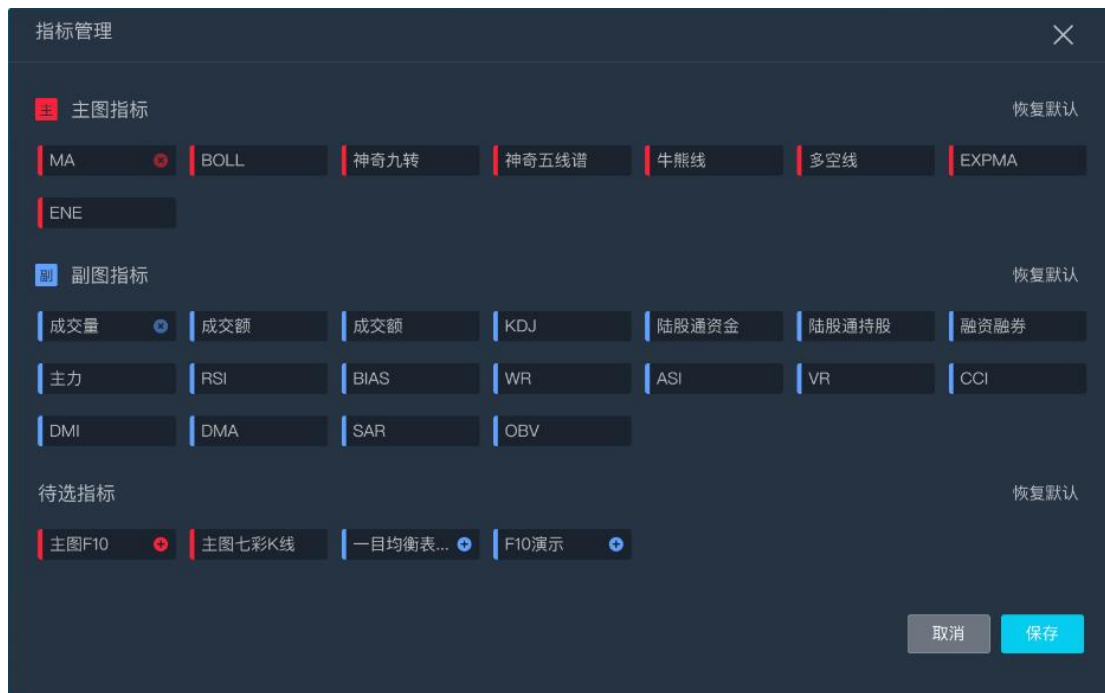 指标管理
主 主图指标 恢复默认
MA BOLL 神奇九转 神奇五线谱 牛熊线 多空线 EXPMA
ENE
副 副图指标 恢复默认
成交量 成交额 成交额 KDJ 陆股通资金 陆股通持股 融资融券
主力 RSI BIAS WR ASI VR CCI
DMI DMA SAR OBV
待选指标 恢复默认
主图F10 主图七彩K线 一目均衡表... F10演示
取消 保存